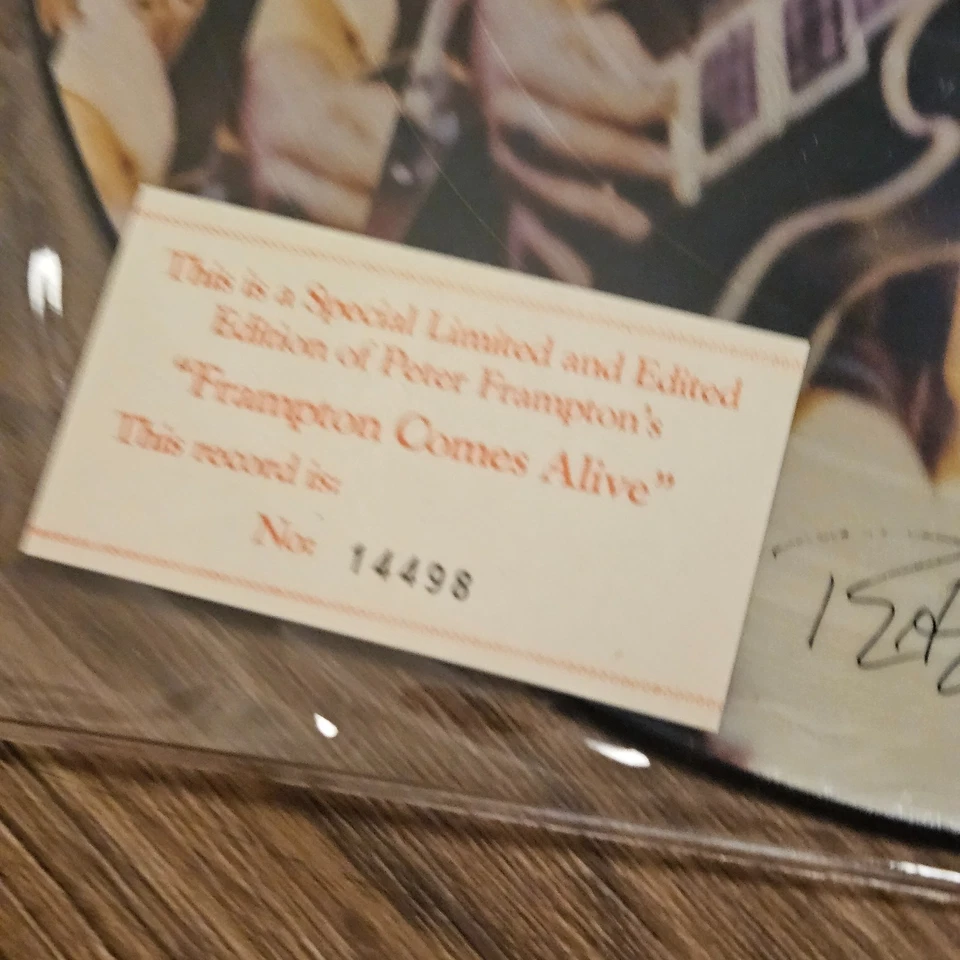 This is a Special Limited and Edited
Edition of Peter Frampton's
"Frampton Comes Alive"
This record is:
No: 14498